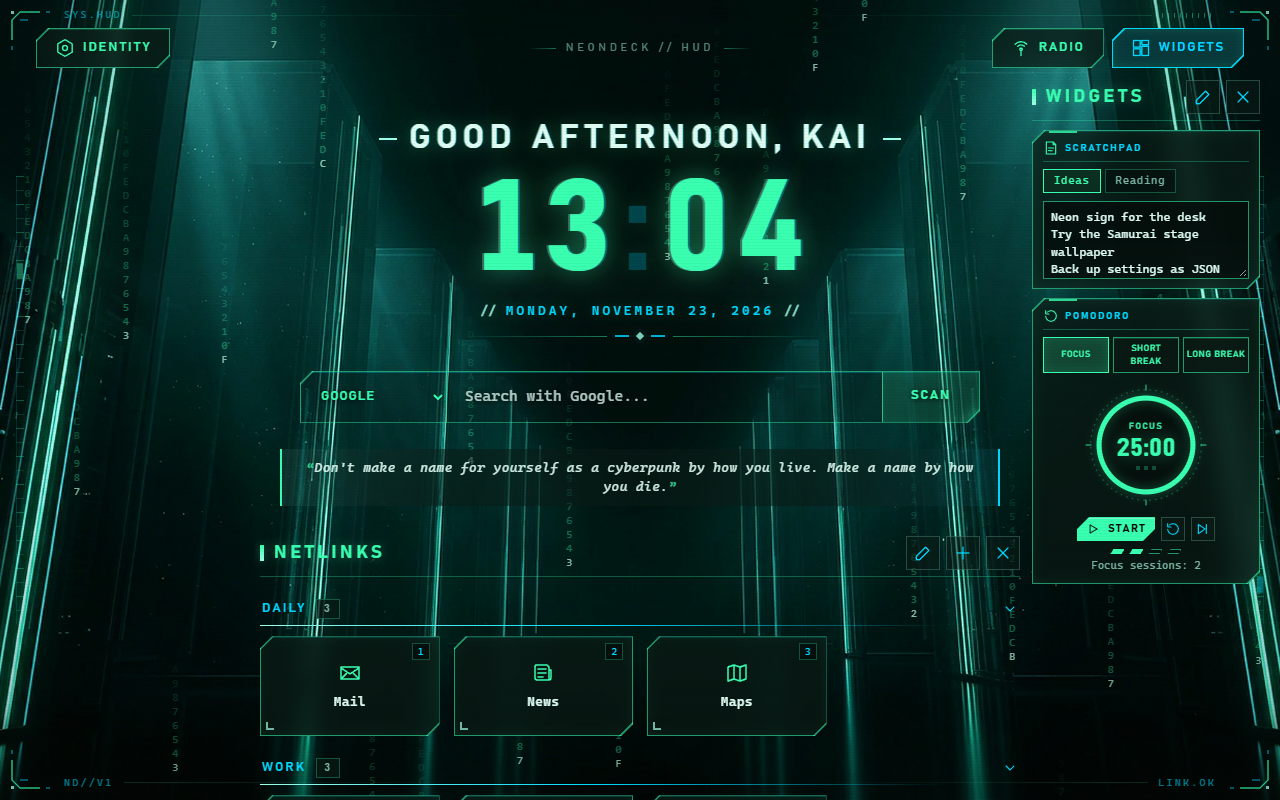 SYS.HUD
IDENTITY
NEONDECK // HUD
RADIO
WIDGETS
WIDGETS
GOOD AFTERNOON, KAI
13:04
// MONDAY, NOVEMBER 23, 2026 //
GOOGLE
Search with Google...
SCAN
“Don't make a name for yourself as a cyberpunk by how you live. Make a name by how
you die.”
NETLINKS
DAILY 3
1
Mail
2
News
3
Maps
WORK 3
SCRATCHPAD
Ideas
Reading
Neon sign for the desk
Try the Samurai stage
wallpaper
Back up settings as JSON
POMODORO
FOCUS
SHORT
BREAK
LONG BREAK
FOCUS
25:00
START
Focus sessions: 2
ND//V1
LINK.OK